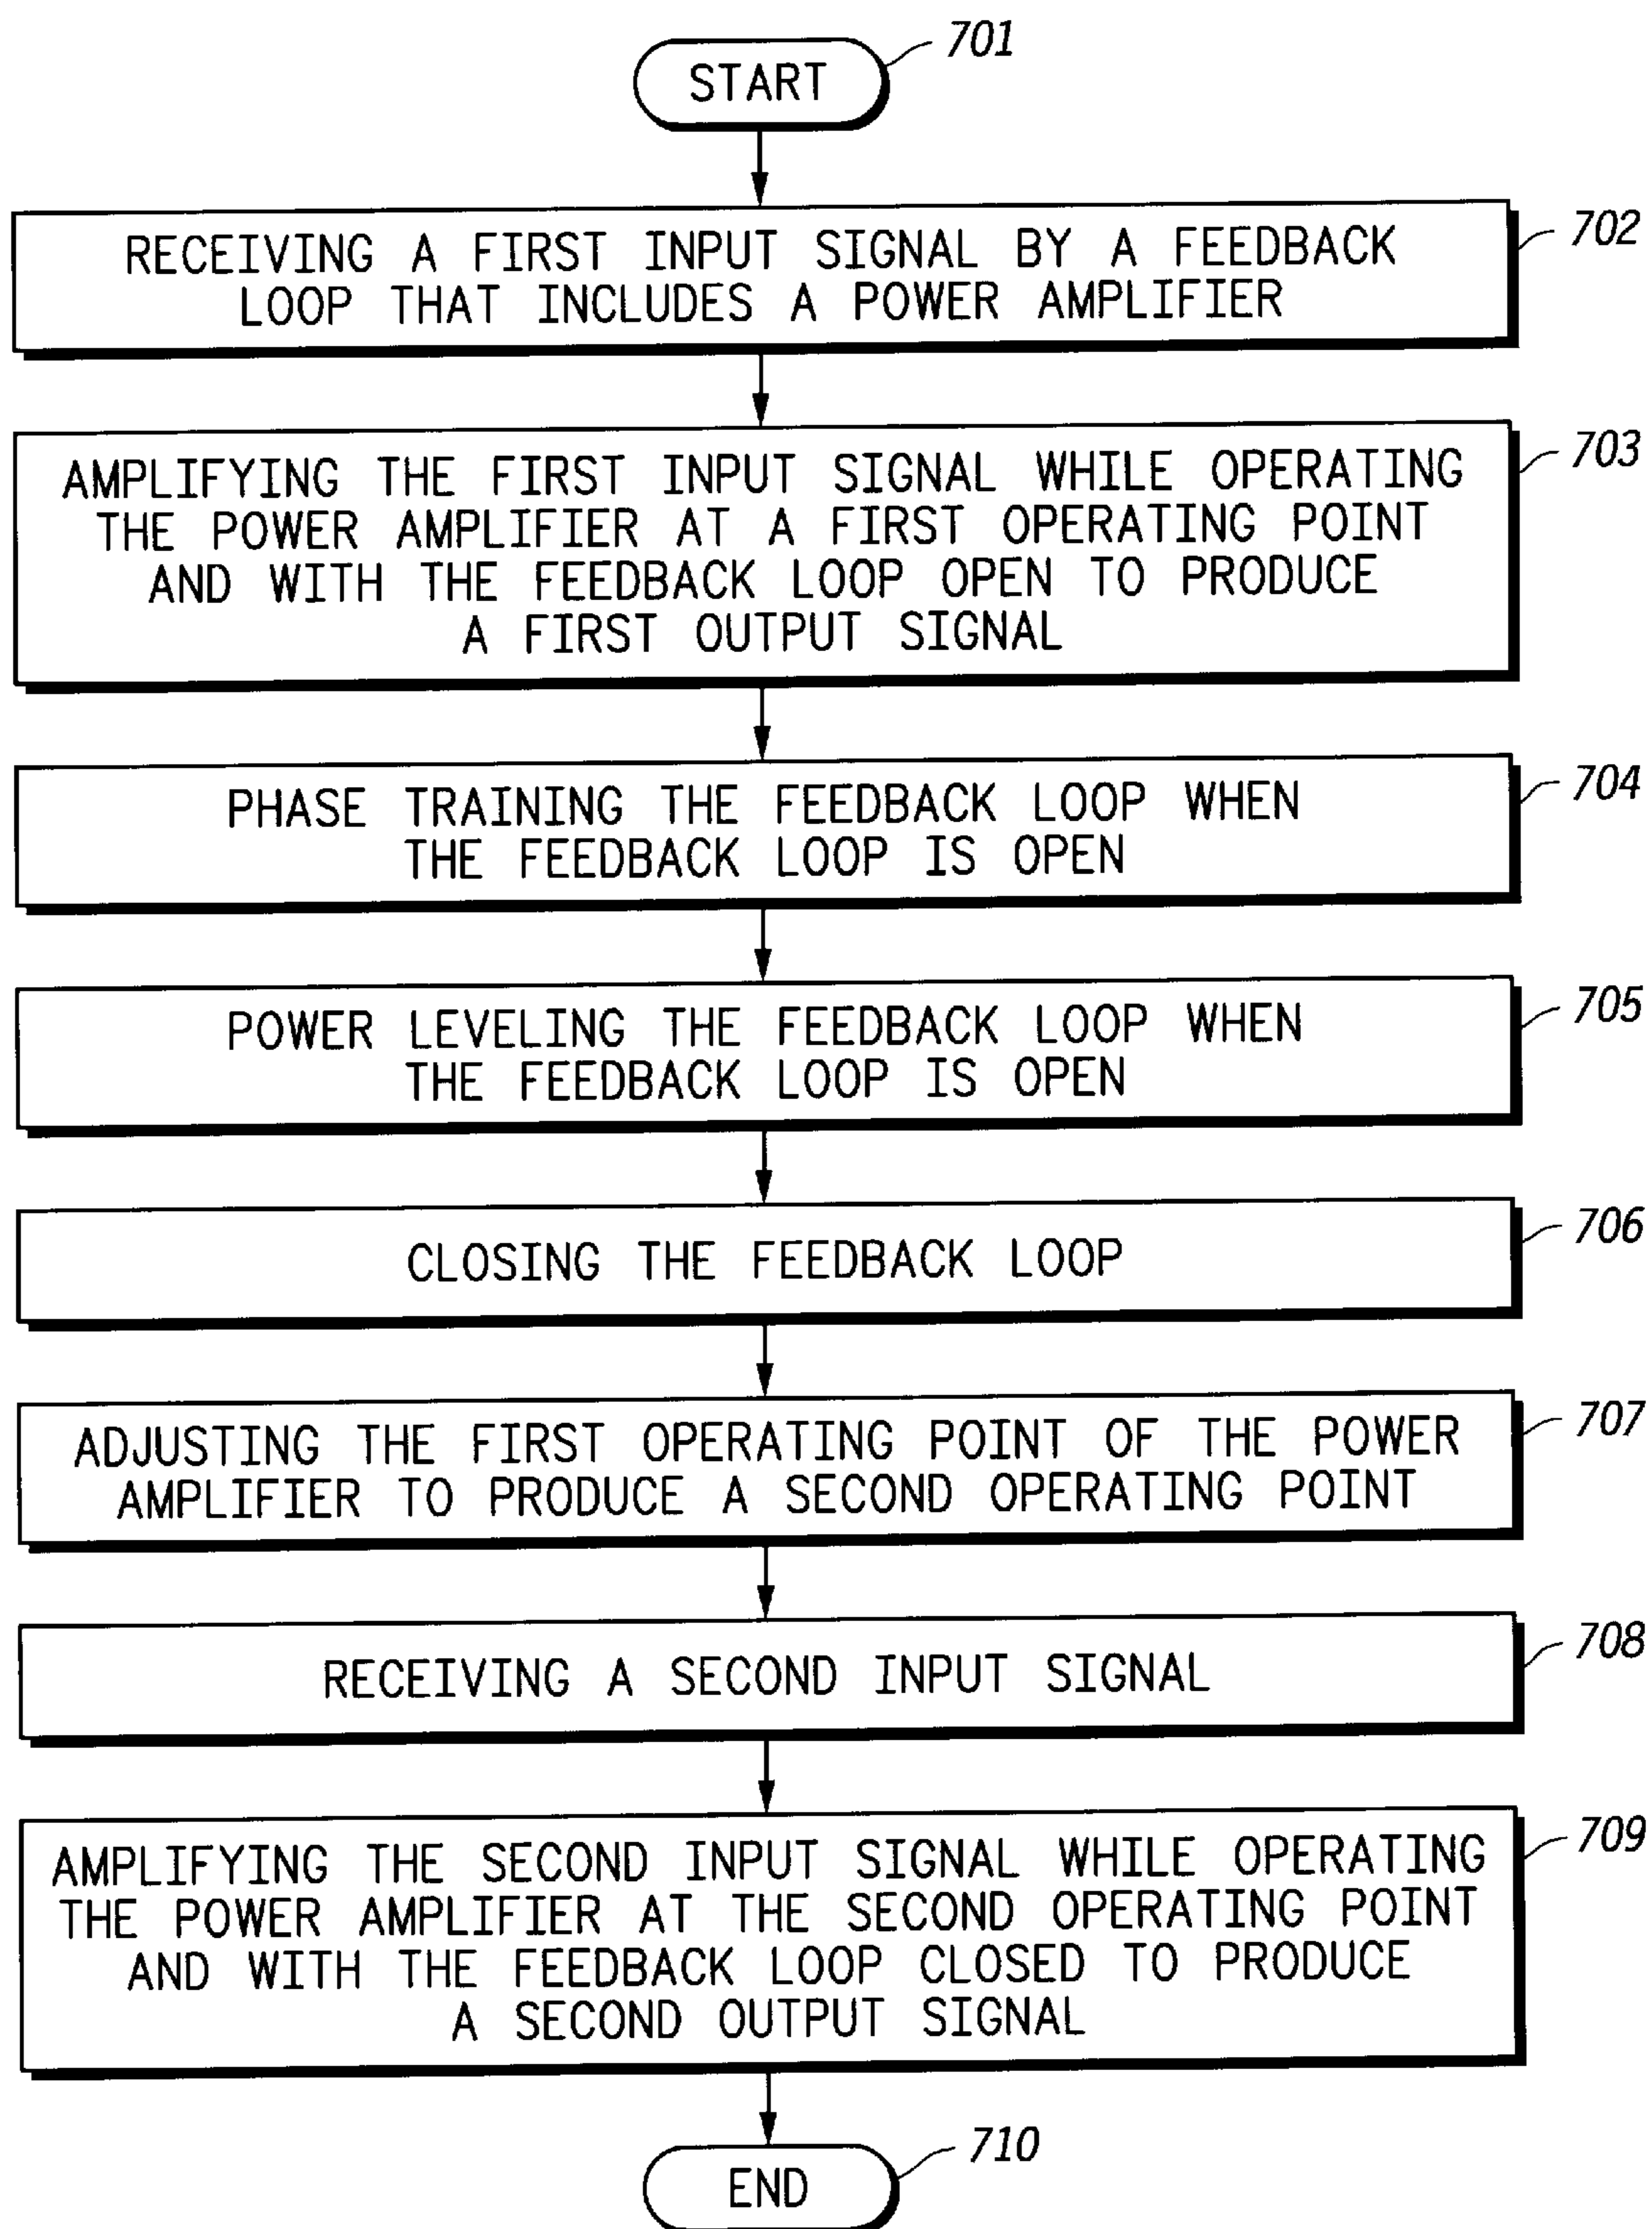 701
START
702
RECEIVING A FIRST INPUT SIGNAL BY A FEEDBACK
LOOP THAT INCLUDES A POWER AMPLIFIER
703
AMPLIFYING THE FIRST INPUT SIGNAL WHILE OPERATING
THE POWER AMPLIFIER AT A FIRST OPERATING POINT
AND WITH THE FEEDBACK LOOP OPEN TO PRODUCE
A FIRST OUTPUT SIGNAL
704
PHASE TRAINING THE FEEDBACK LOOP WHEN
THE FEEDBACK LOOP IS OPEN
705
POWER LEVELING THE FEEDBACK LOOP WHEN
THE FEEDBACK LOOP IS OPEN
706
CLOSING THE FEEDBACK LOOP
707
ADJUSTING THE FIRST OPERATING POINT OF THE POWER
AMPLIFIER TO PRODUCE A SECOND OPERATING POINT
708
RECEIVING A SECOND INPUT SIGNAL
709
AMPLIFYING THE SECOND INPUT SIGNAL WHILE OPERATING
THE POWER AMPLIFIER AT THE SECOND OPERATING POINT
AND WITH THE FEEDBACK LOOP CLOSED TO PRODUCE
A SECOND OUTPUT SIGNAL
710
END